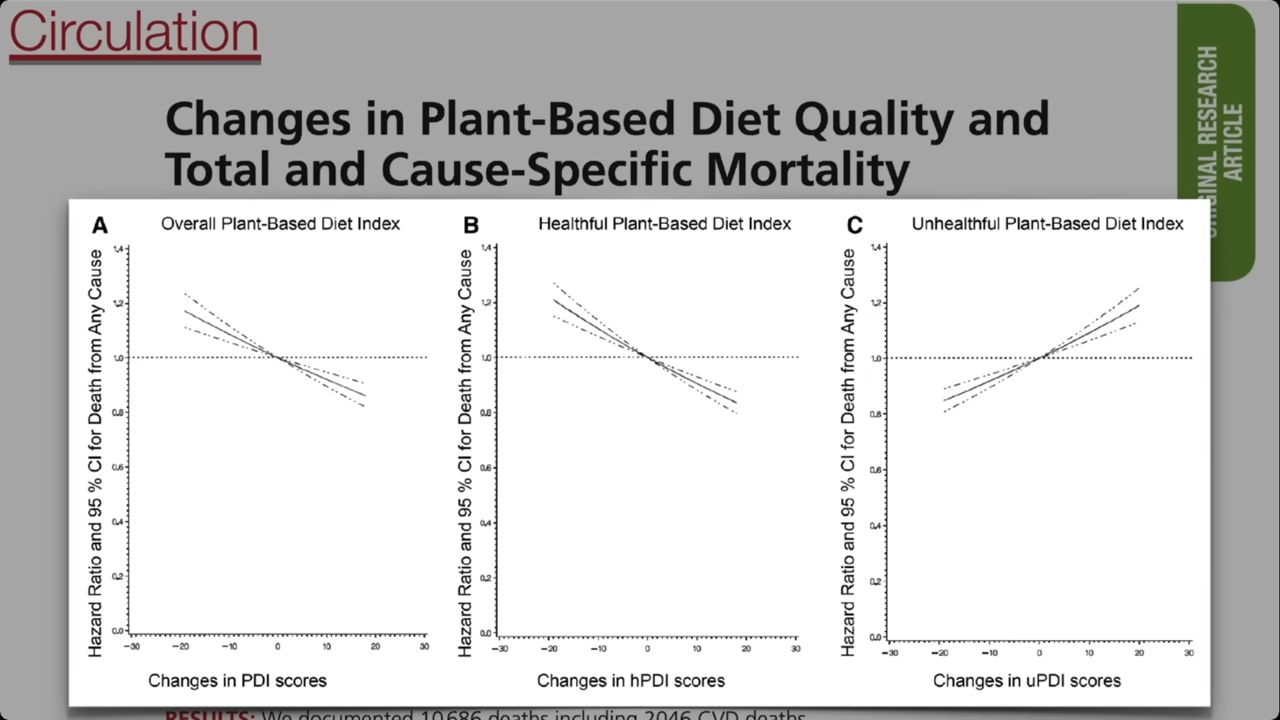 Circulation
ORIGINAL RESEARCH
ARTICLE
Changes in Plant-Based Diet Quality and
Total and Cause-Specific Mortality
A
Overall Plant-Based Diet Index
Hazard Ratio and 95 % CI for Death from Any Cause
1.4
1.2
1.0
0.8
0.6
0.4
0.2
0.0
−30 −20 −10 0 10 20 30
Changes in PDI scores
B
Healthful Plant-Based Diet Index
Hazard Ratio and 95 % CI for Death from Any Cause
1.4
1.2
1.0
0.8
0.6
0.4
0.2
0.0
−30 −20 −10 0 10 20 30
Changes in hPDI scores
C
Unhealthful Plant-Based Diet Index
Hazard Ratio and 95 % CI for Death from Any Cause
1.4
1.2
1.0
0.8
0.6
0.4
0.2
0.0
−30 −20 −10 0 10 20 30
Changes in uPDI scores
RESULTS: We documented 10686 deaths including 2046 CVD deaths